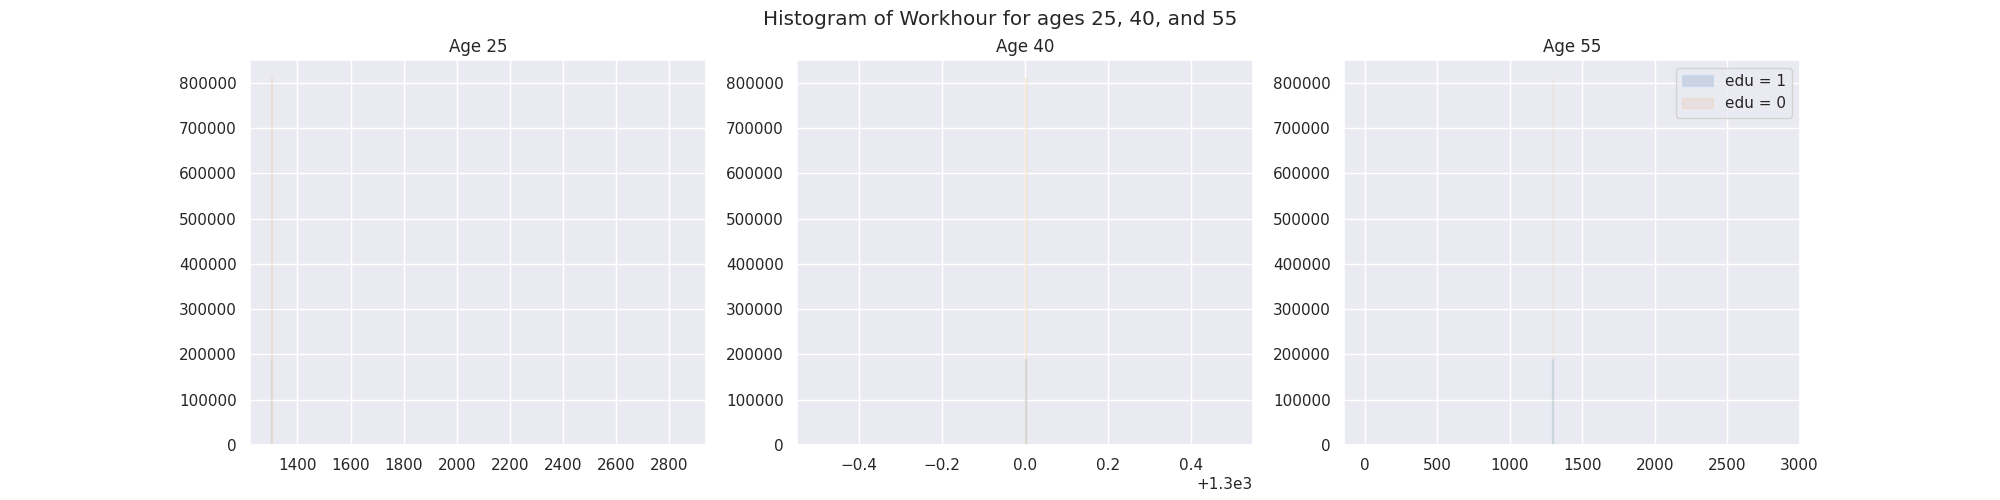 Histogram of Workhour for ages 25, 40, and 55
Age 25
800000
700000
600000
500000
400000
300000
200000
100000
0
1400 1600 1800 2000 2200 2400 2600 2800
Age 40
800000
700000
600000
500000
400000
300000
200000
100000
0
−0.4 −0.2 0.0 0.2 0.4
+1.3e3
Age 55
edu = 1
edu = 0
800000
700000
600000
500000
400000
300000
200000
100000
0
0 500 1000 1500 2000 2500 3000